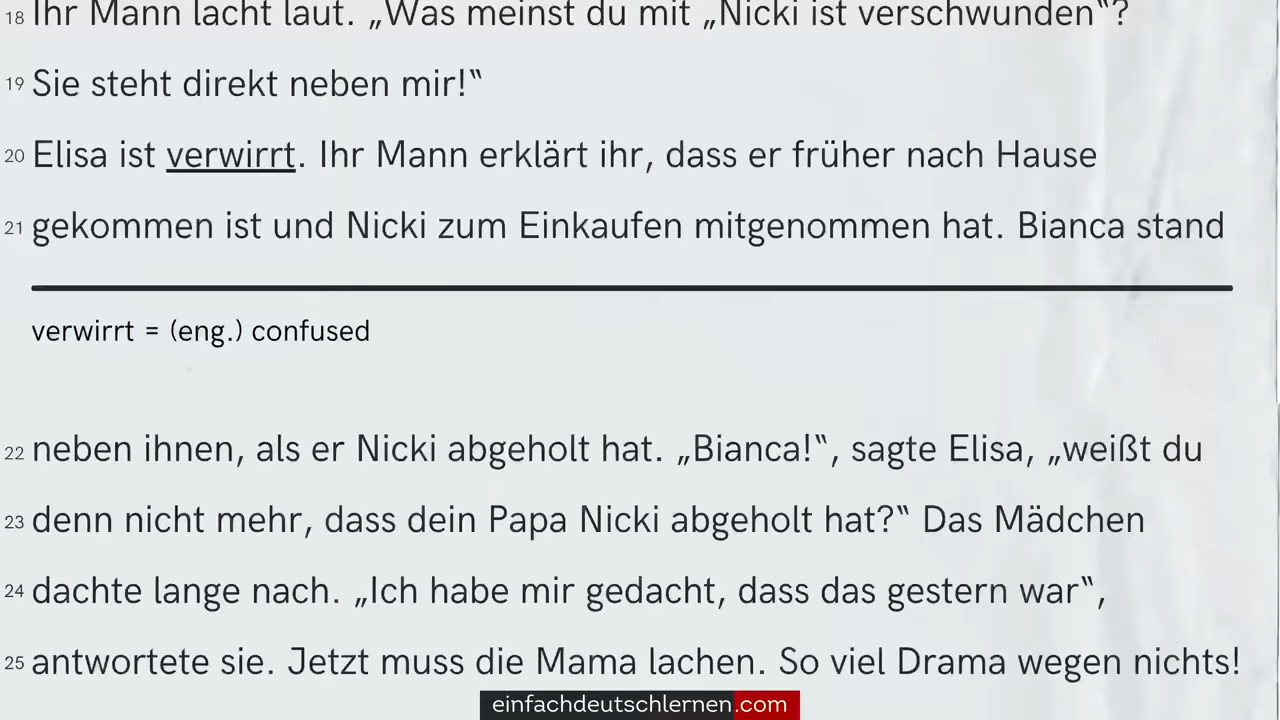 18 Ihr Mann lacht laut. „Was meinst du mit „Nicki ist verschwunden‟?
19 Sie steht direkt neben mir!‟
20 Elisa ist verwirrt. Ihr Mann erklärt ihr, dass er früher nach Hause
21 gekommen ist und Nicki zum Einkaufen mitgenommen hat. Bianca stand
verwirrt = (eng.) confused
22 neben ihnen, als er Nicki abgeholt hat. „Bianca!‟, sagte Elisa, „weißt du
23 denn nicht mehr, dass dein Papa Nicki abgeholt hat?‟ Das Mädchen
24 dachte lange nach. „Ich habe mir gedacht, dass das gestern war‟,
25 antwortete sie. Jetzt muss die Mama lachen. So viel Drama wegen nichts!
einfachdeutschlernen.com